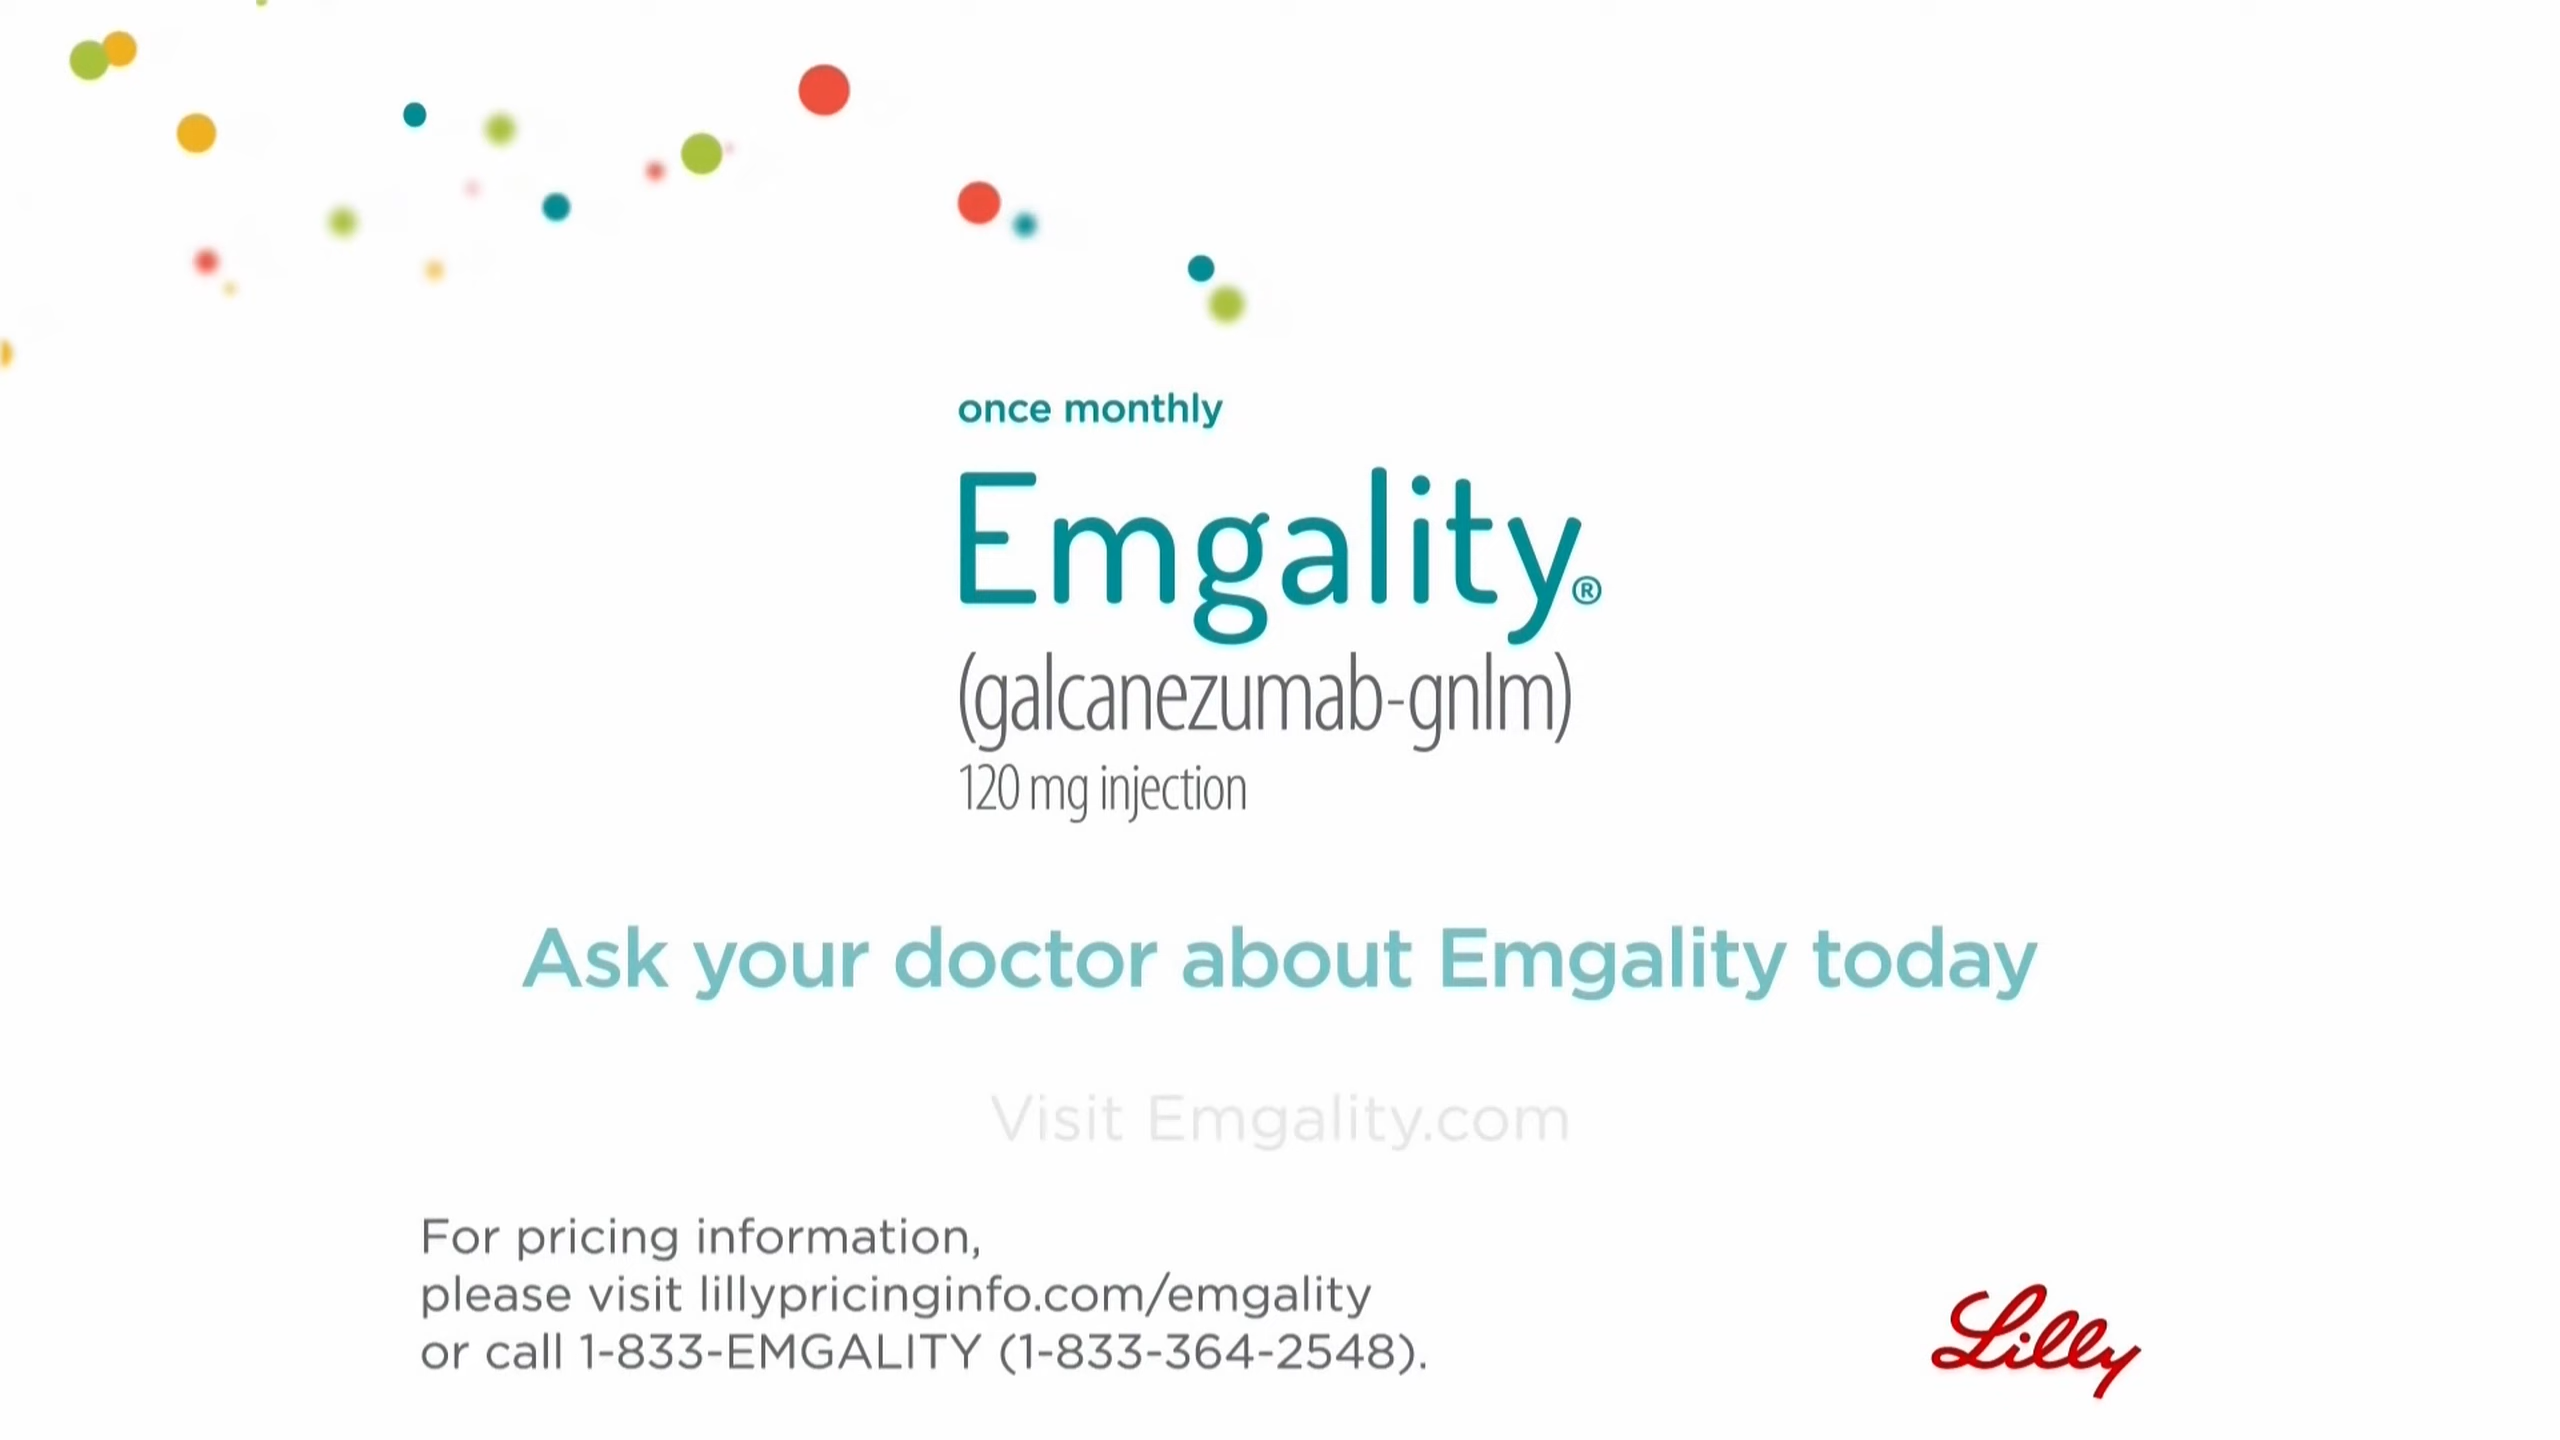 once monthly
Emgality®
(galcanezumab-gnlm)
120 mg injection
Ask your doctor about Emgality today
Visit Emgality.com
For pricing information,
please visit lillypricinginfo.com/emgality
or call 1-833-EMGALITY (1-833-364-2548).
Lilly